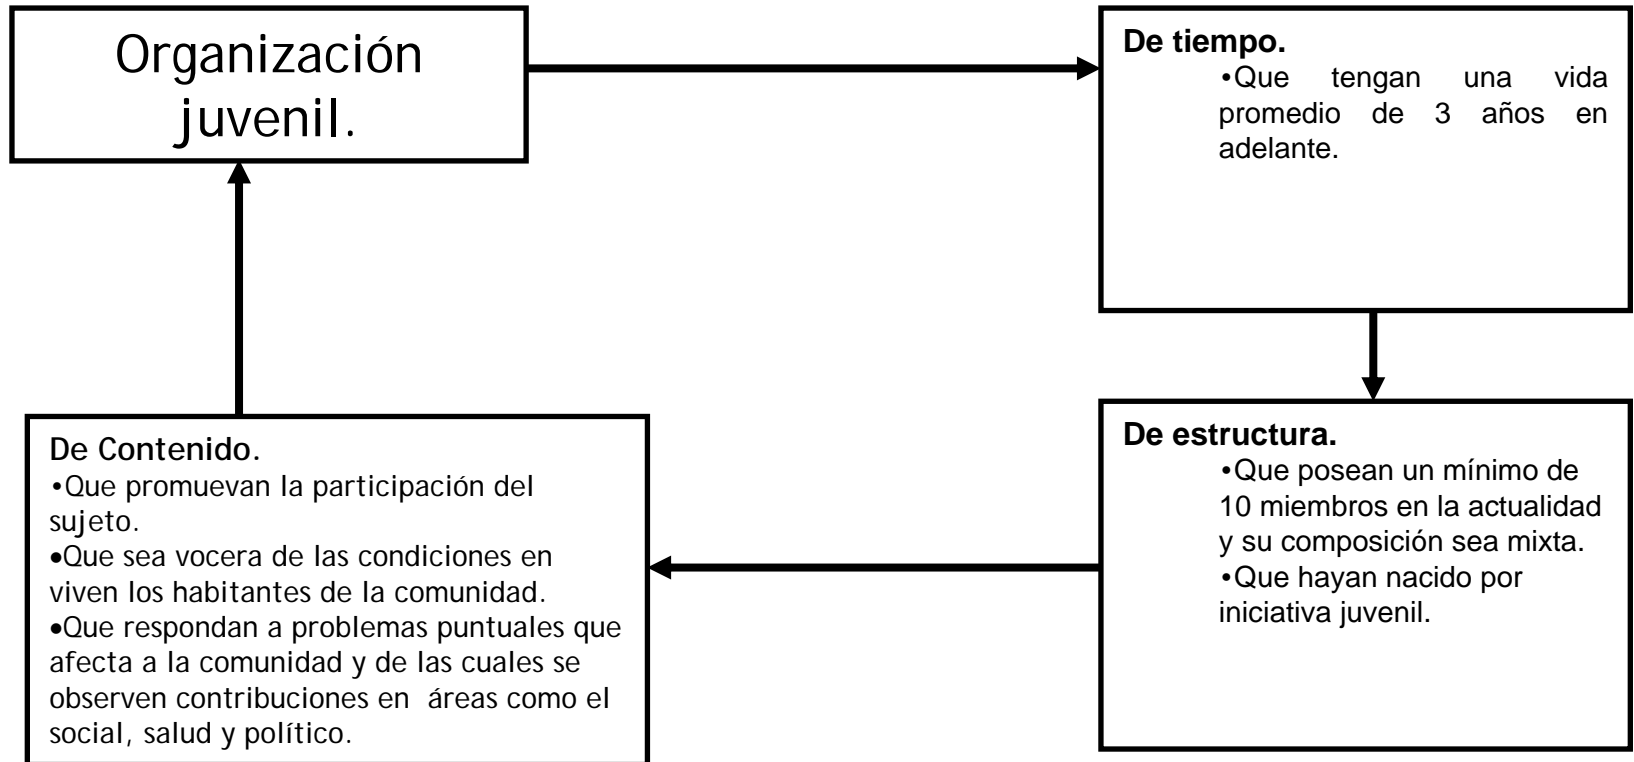 Organización
juvenil.
De tiempo.
•Que tengan una vida
promedio de 3 años en
adelante.
De estructura.
•Que posean un mínimo de
10 miembros en la actualidad
y su composición sea mixta.
•Que hayan nacido por
iniciativa juvenil.
De Contenido.
•Que promuevan la participación del
sujeto.
•Que sea vocera de las condiciones en
viven los habitantes de la comunidad.
•Que respondan a problemas puntuales que
afecta a la comunidad y de las cuales se
observen contribuciones en  áreas como el
social, salud y político.